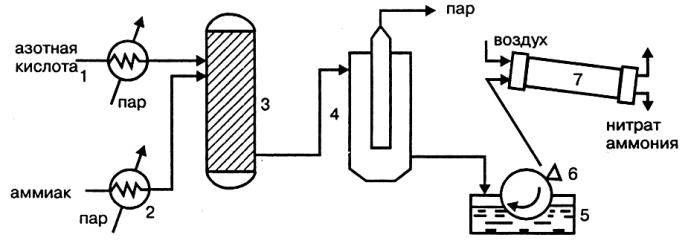 пар
азотная
воздух
кислота 1
7
пар
3
4
нитрат
аммония
6
аммиак
пар
2
5